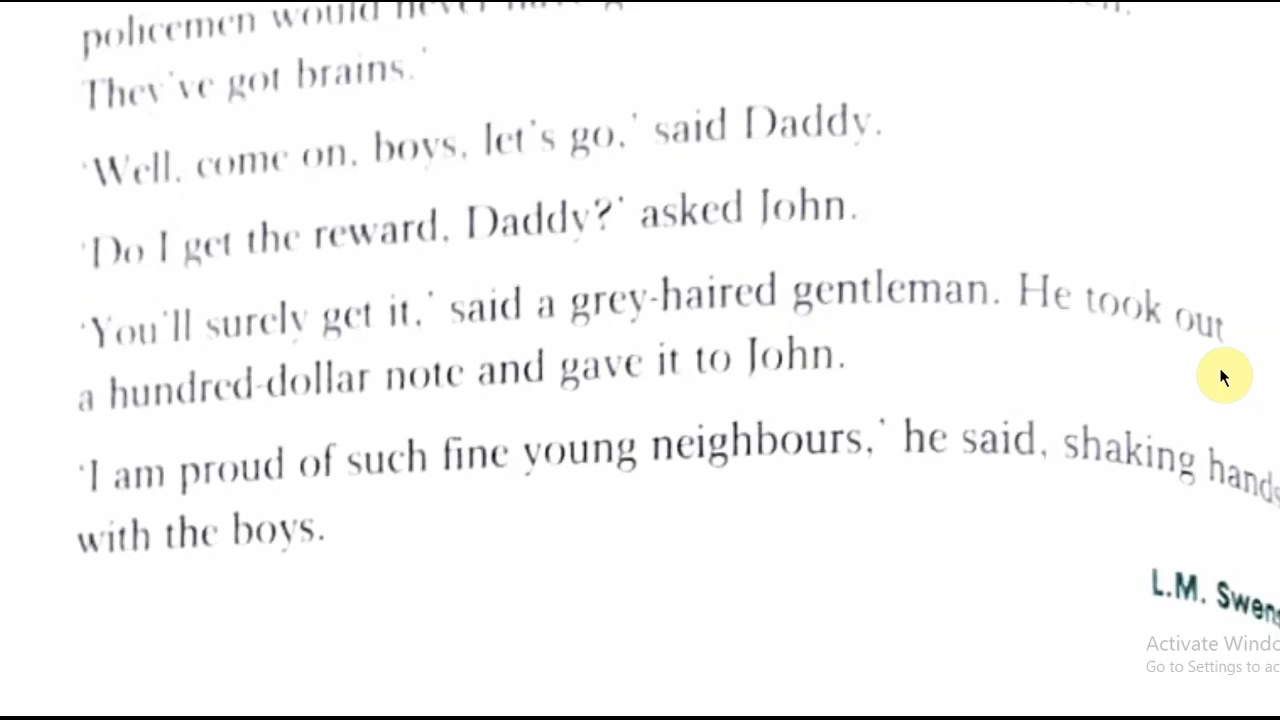 policemen would never have
They've got brains.'
'Well, come on, boys, let's go,' said Daddy.
'Do I get the reward, Daddy?' asked John.
'You'll surely get it,' said a grey-haired gentleman. He took out
a hundred-dollar note and gave it to John.
'I am proud of such fine young neighbours,' he said, shaking hands
with the boys.
L.M. Swens
Activate Windo
Go to Settings to ac